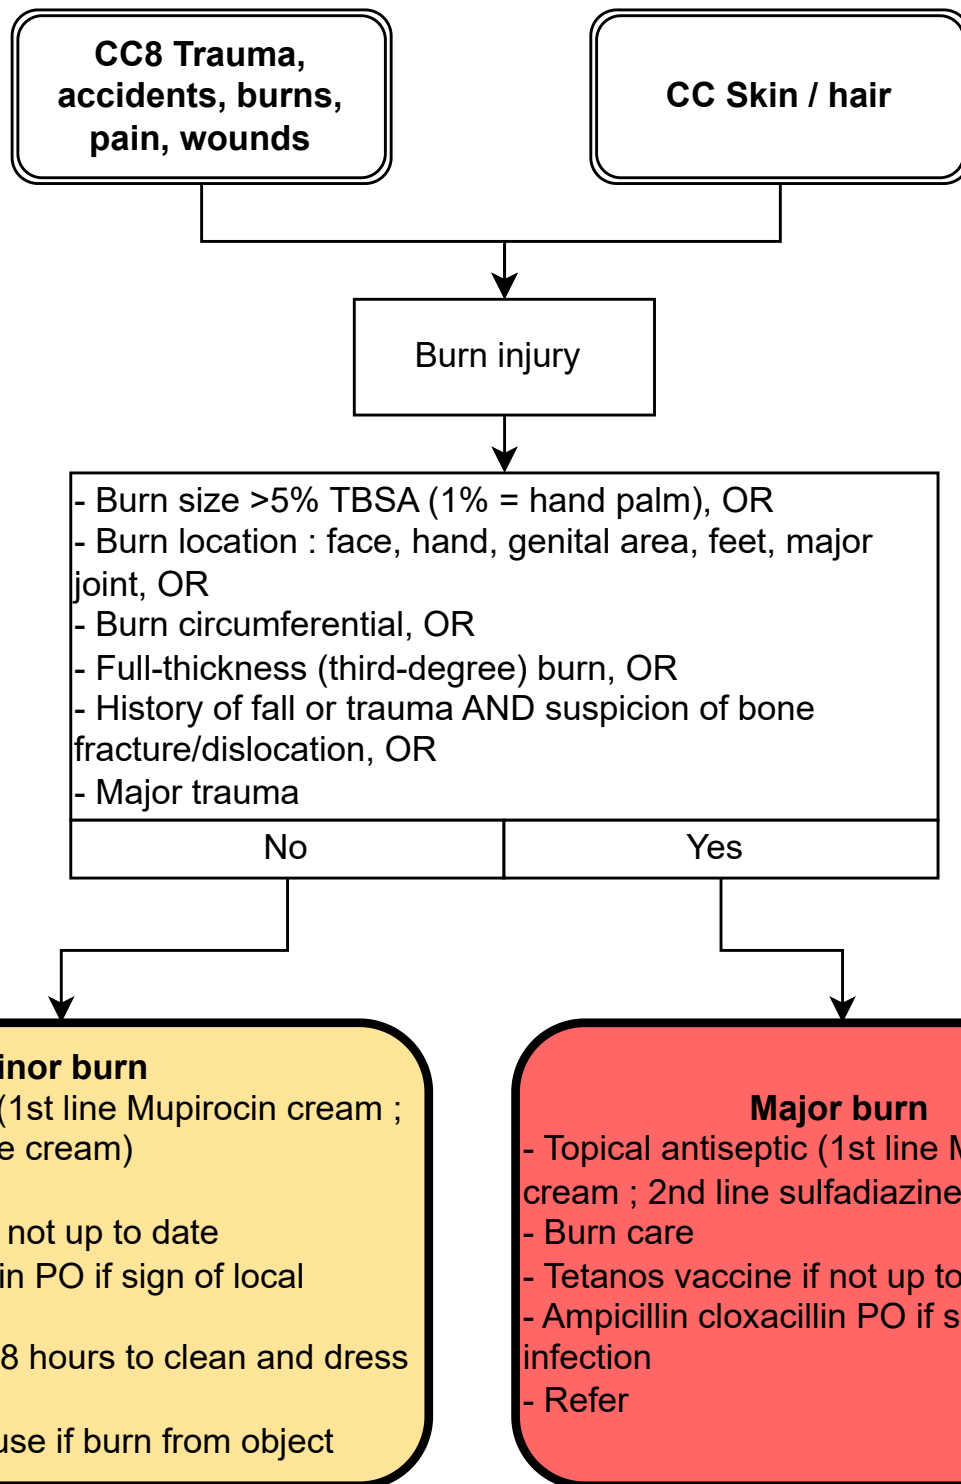 CC8 Trauma,
accidents, burns,
pain, wounds
CC Skin / hair
Burn injury
- Burn size >5% TBSA (1% = hand palm), OR
- Burn location : face, hand, genital area, feet, major
joint, OR
- Burn circumferential, OR
- Full-thickness (third-degree) burn, OR
- History of fall or trauma AND suspicion of bone
fracture/dislocation, OR
- Major trauma
No
Yes
inor burn
(1st line Mupirocin cream ;
e cream)
not up to date
in PO if sign of local
8 hours to clean and dress
use if burn from object
Major burn
- Topical antiseptic (1st line M
cream ; 2nd line sulfadiazine
- Burn care
- Tetanos vaccine if not up to
- Ampicillin cloxacillin PO if s
infection
- Refer